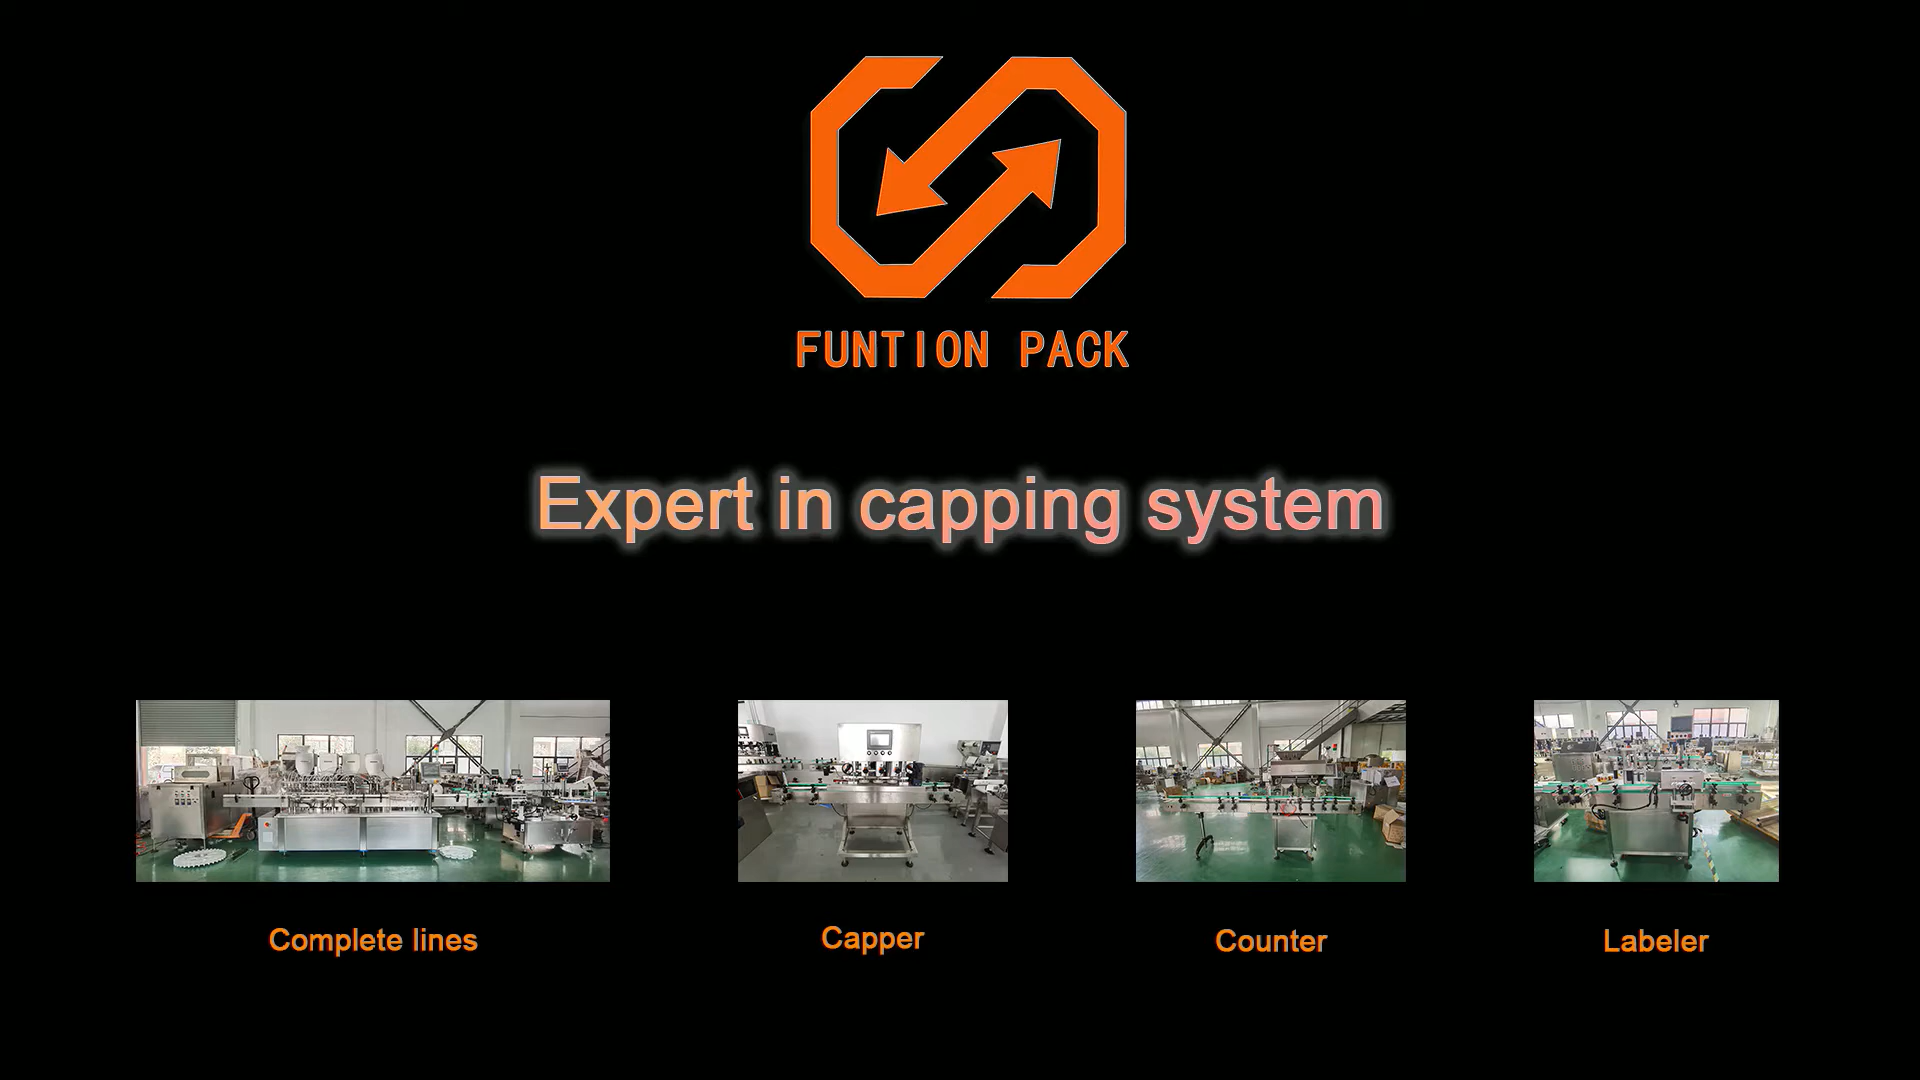 FUNTION PACK
Expert in capping system
Complete lines
Capper
Counter
Labeler